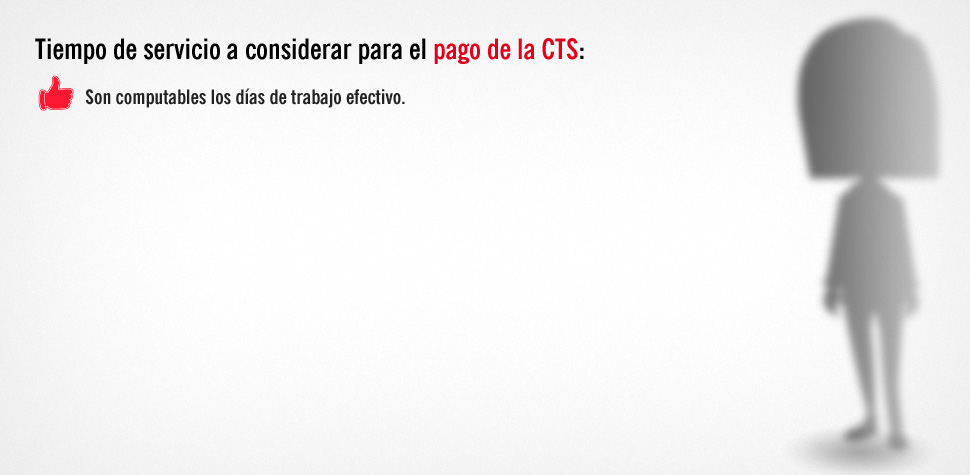 Tiempo de servicio a considerar para el pago de la CTS:
Son computables los días de trabajo efectivo.